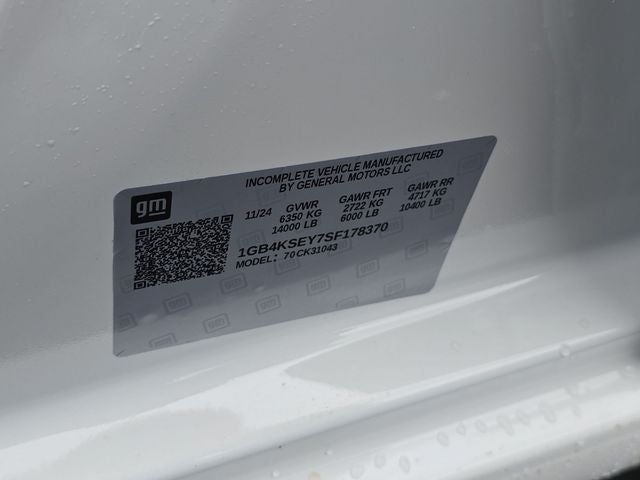 INCOMPLETE VEHICLE MANUFACTURED
BY GENERAL MOTORS LLC
gm
11/24 GVWR GAWR FRT GAWR RR
6350 KG 2722 KG 4717 KG
14000 LB 6000 LB 10400 LB
1GB4KSEY7SF178370
MODEL: 70CK31043